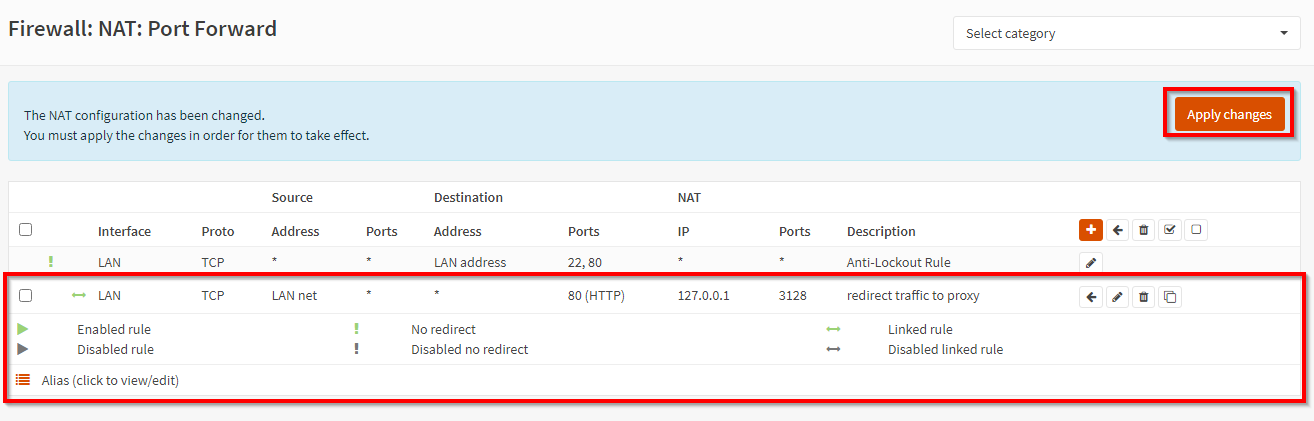 Firewall: NAT: Port Forward
Select category
The NAT configuration has been changed.
You must apply the changes in order for them to take effect.
Apply changes
Source Destination NAT
Interface Proto Address Ports Address Ports IP Ports Description
LAN TCP * * LAN address 22, 80 * * Anti-Lockout Rule
LAN TCP LAN net * * 80 (HTTP) 127.0.0.1 3128 redirect traffic to proxy
Enabled rule No redirect Linked rule
Disabled rule Disabled no redirect Disabled linked rule
Alias (click to view/edit)